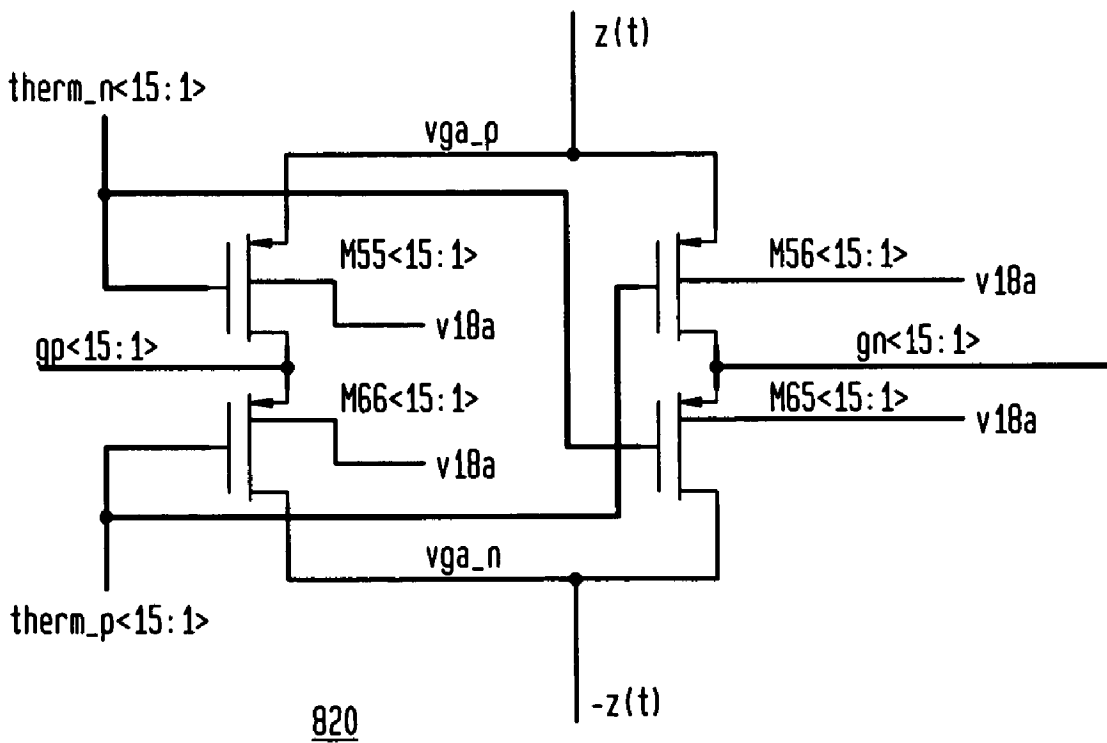 z(t)
therm_n<15:1>
vga_p
M55<15:1>
M56<15:1>
v18a
v18a
gp<15:1>
gn<15:1>
M66<15:1>
M65<15:1>
v18a
v18a
vga_n
therm_p<15:1>
-z(t)
820